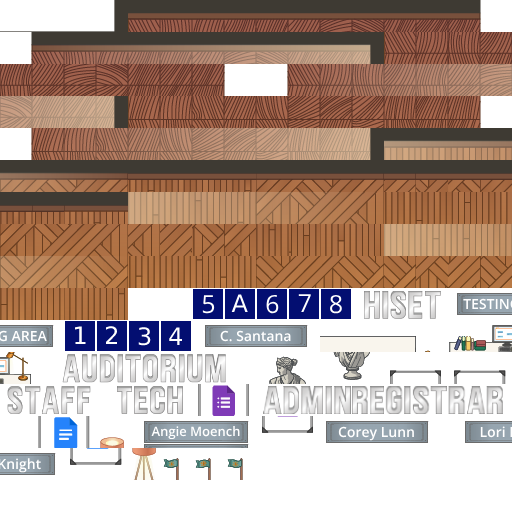 5 A 6 7 8 HISET TESTING
G AREA 1 2 3 4 C. Santana
AUDITORIUM
STAFF TECH ADMINREGISTRAR
Angie Moench Corey Lunn Lori
Knight